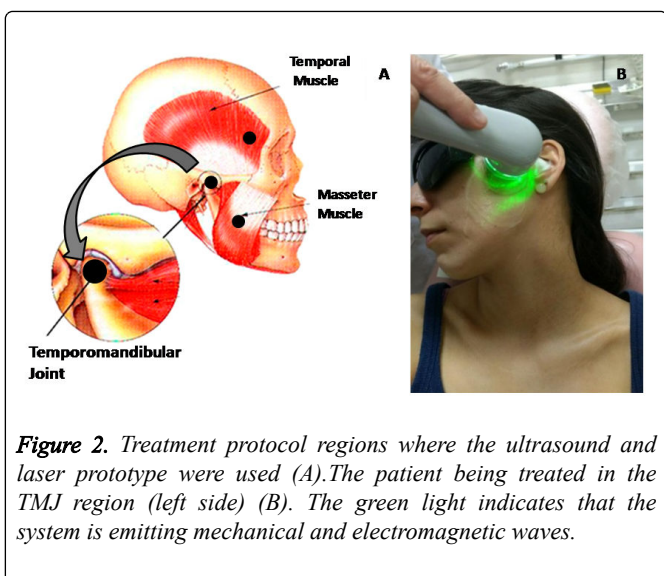 Temporal
Muscle
A
B
Masseter
Muscle
Temporomandibular
Joint
Figure 2. Treatment protocol regions where the ultrasound and
laser prototype were used (A).The patient being treated in the
TMJ region (left side) (B). The green light indicates that the
system is emitting mechanical and electromagnetic waves.